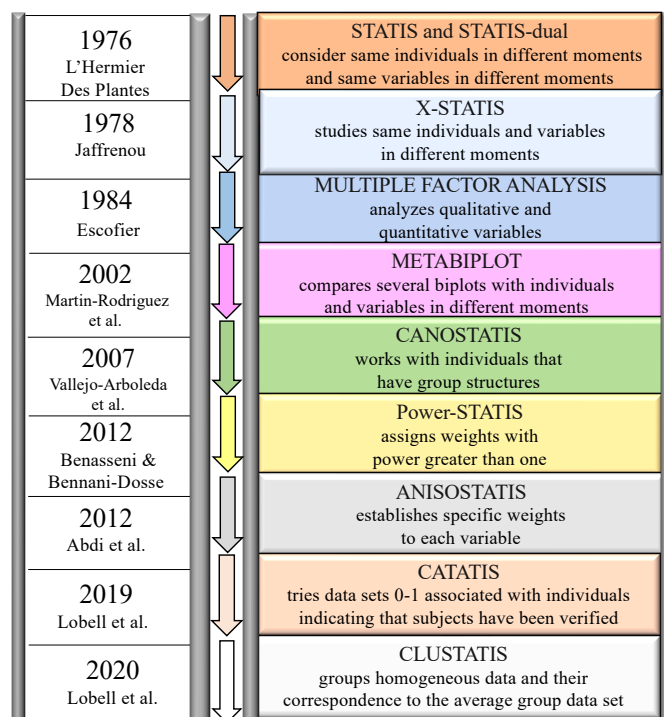 1976
L'Hermier
Des Plantes
STATIS and STATIS-dual
consider same individuals in different moments
and same variables in different moments
1978
Jaffrenou
X-STATIS
studies same individuals and variables
in different moments
1984
Escofier
MULTIPLE FACTOR ANALYSIS
analyzes qualitative and
quantitative variables
2002
Martin-Rodriguez
et al.
METABIPLOT
compares several biplots with individuals
and variables in different moments
2007
Vallejo-Arboleda
et al.
CANOSTATIS
works with individuals that
have group structures
2012
Benasseni &
Bennani-Dosse
Power-STATIS
assigns weights with
power greater than one
2012
Abdi et al.
ANISOSTATIS
establishes specific weights
to each variable
2019
Lobell et al.
CATATIS
tries data sets 0-1 associated with individuals
indicating that subjects have been verified
2020
Lobell et al.
CLUSTATIS
groups homogeneous data and their
correspondence to the average group data set